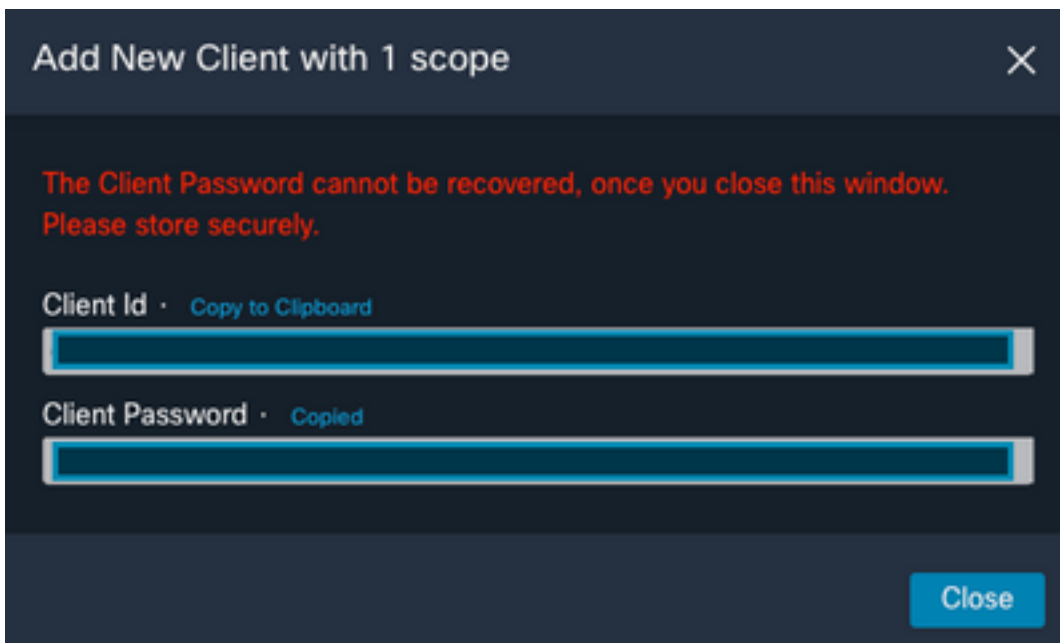 Add New Client with 1 scope
The Client Password cannot be recovered, once you close this window.
Please store securely.
Client Id · Copy to Clipboard
Client Password · Copied
Close